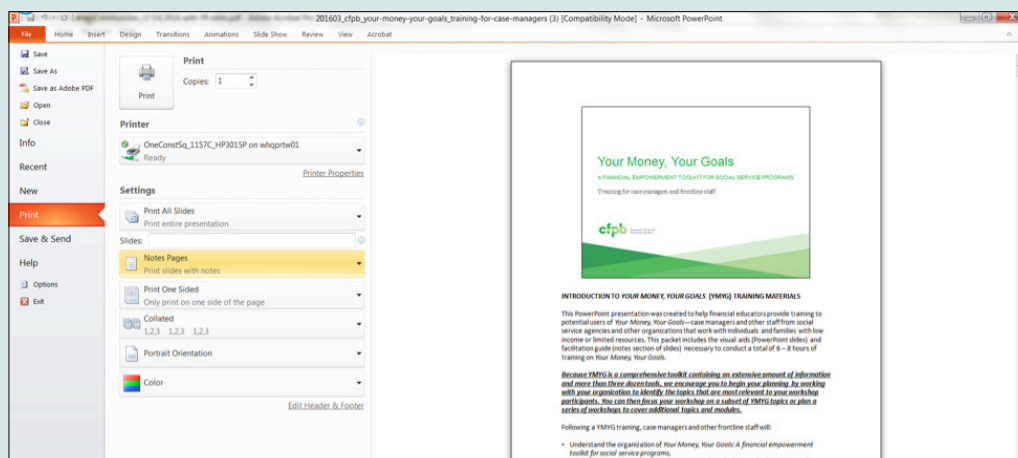 201603_cfpb_your-money-your-goals_training-for-case-managers (3) [Compatibility Mode] - Microsoft PowerPoint
File Home Insert Design Transitions Animations Slide Show Review View Acrobat
Save
Save As
Save as Adobe PDF
Open
Close
Info
Recent
New
Print
Save & Send
Help
Options
Exit
Print
Copies: 1
Print
Printer
OneConstSq_1157C_HP3015P on whqprtw01
Ready
Printer Properties
Settings
Print All Slides
Print entire presentation
Slides:
Notes Pages
Print slides with notes
Print One Sided
Only print on one side of the page
Collated
1,2,3 1,2,3 1,2,3
Portrait Orientation
Color
Edit Header & Footer
Your Money, Your Goals
A FINANCIAL EMPOWERMENT TOOLKIT FOR SOCIAL SERVICE PROGRAMS
Training for case managers and frontline staff
cfpb
INTRODUCTION TO YOUR MONEY, YOUR GOALS (YMYG) TRAINING MATERIALS
This PowerPoint presentation was created to help financial educators provide training to
potential users of Your Money, Your Goals—case managers and other staff from social
service agencies and other organizations that work with individuals and families with low
income or limited resources. This packet includes the visual aids (PowerPoint slides) and
facilitation guide (notes section of slides) necessary to conduct a total of 6 – 8 hours of
training on Your Money, Your Goals.
Because YMYG is a comprehensive toolkit containing an extensive amount of information
and more than three dozen tools, we encourage you to begin your planning by working
with your organization to identify the topics that are most relevant to your workshop
participants. You can then focus your workshop on a subset of YMYG topics or plan a
series of workshops to cover additional topics and modules.
Following a YMYG training, case managers and other frontline staff will:
• Understand the organization of Your Money, Your Goals: A financial empowerment
toolkit for social service programs,